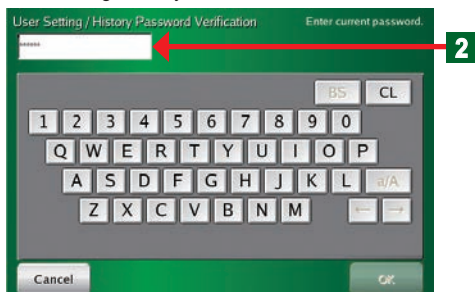 User Setting / History Password Verification Enter current password.
******
2
BS CL
1 2 3 4 5 6 7 8 9 0
Q W E R T Y U I O P
A S D F G H J K L a/A
Z X C V B N M ← →
Cancel OK